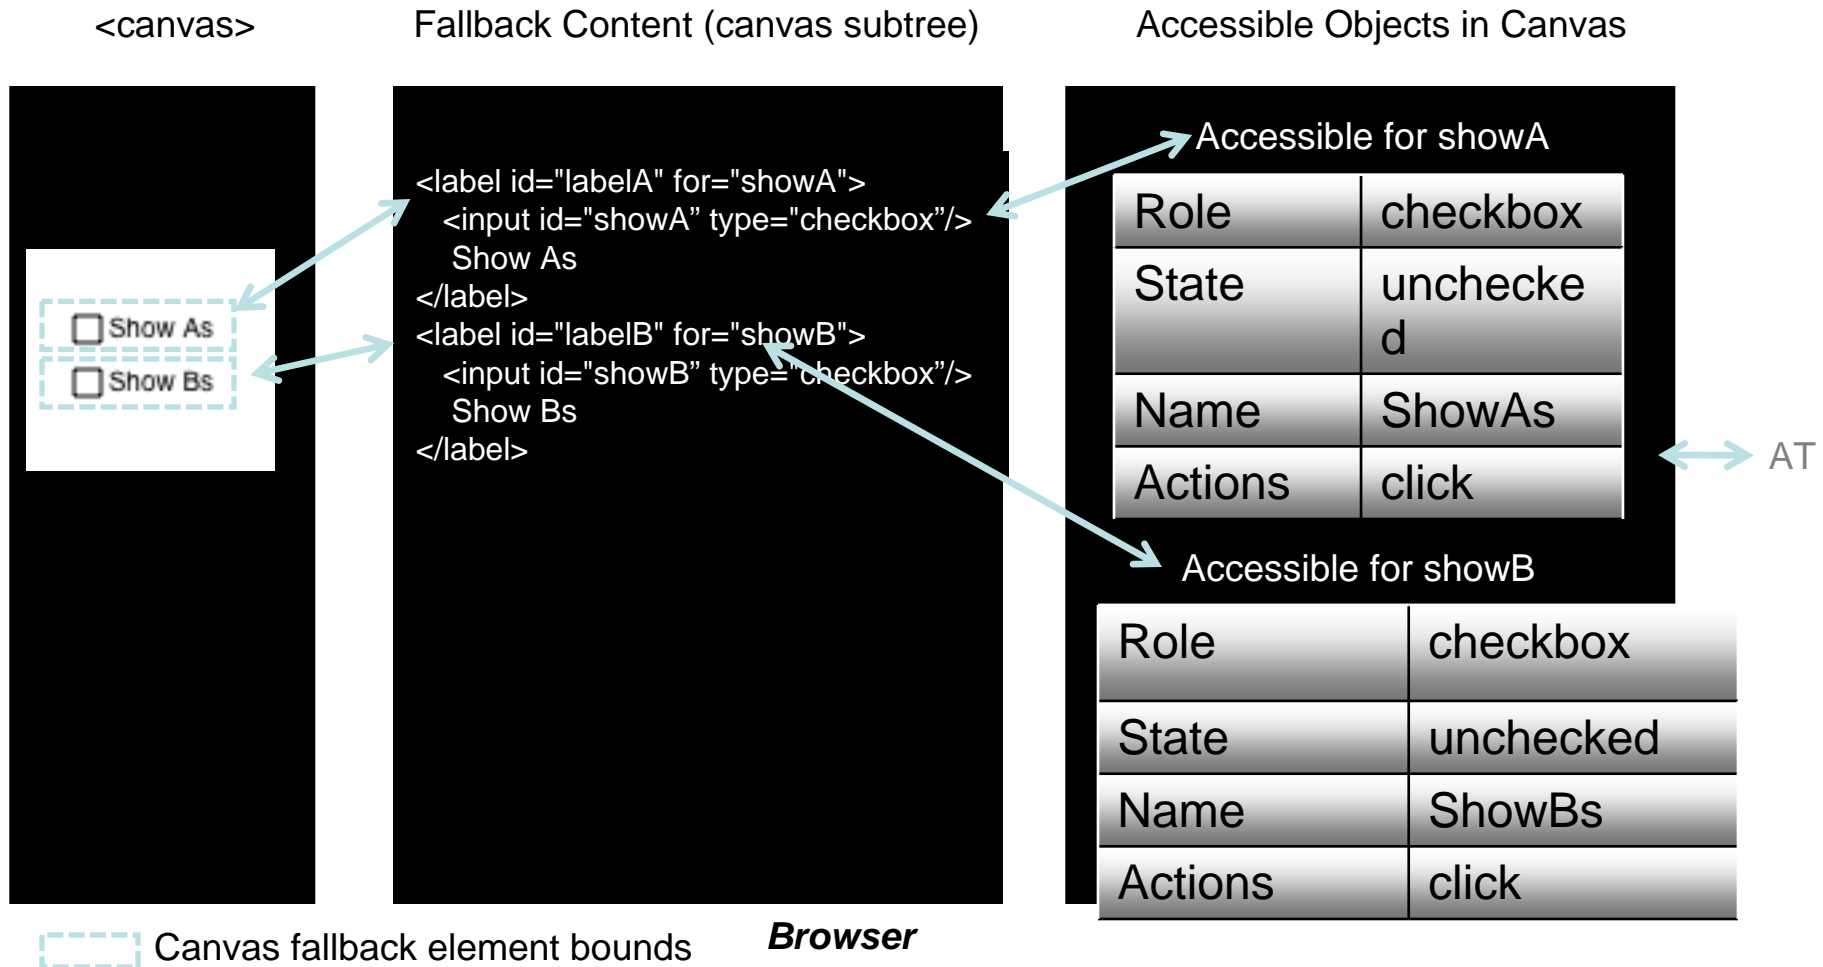 <canvas>
Fallback Content (canvas subtree)
Accessible Objects in Canvas
Show As
Show Bs
<label id="labelA" for="showA">
<input id="showA” type="checkbox”/>
Show As
</label>
<label id="labelB" for="showB">
<input id="showB” type="checkbox”/>
Show Bs
</label>
Accessible for showA
Role checkbox
State unchecke
d
Name ShowAs
Actions click
AT
Accessible for showB
Role checkbox
State unchecked
Name ShowBs
Actions click
Canvas fallback element bounds
Browser